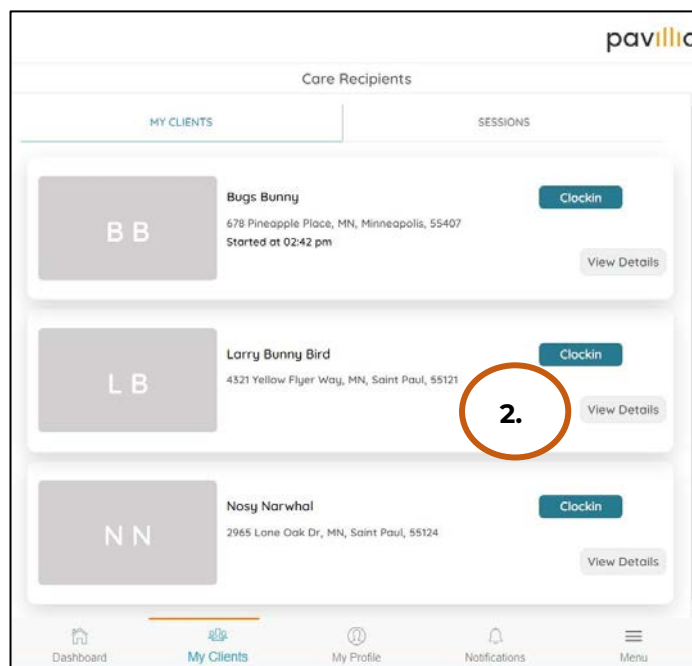 pavillio
Care Recipients
MY CLIENTS SESSIONS
B B
Bugs Bunny
Clockin
678 Pineapple Place, MN, Minneapolis, 55407
Started at 02:42 pm
View Details
L B
Larry Bunny Bird
Clockin
4321 Yellow Flyer Way, MN, Saint Paul, 55121
2.
View Details
N N
Nosy Narwhal
Clockin
2965 Lone Oak Dr, MN, Saint Paul, 55124
View Details
Dashboard My Clients My Profile Notifications Menu